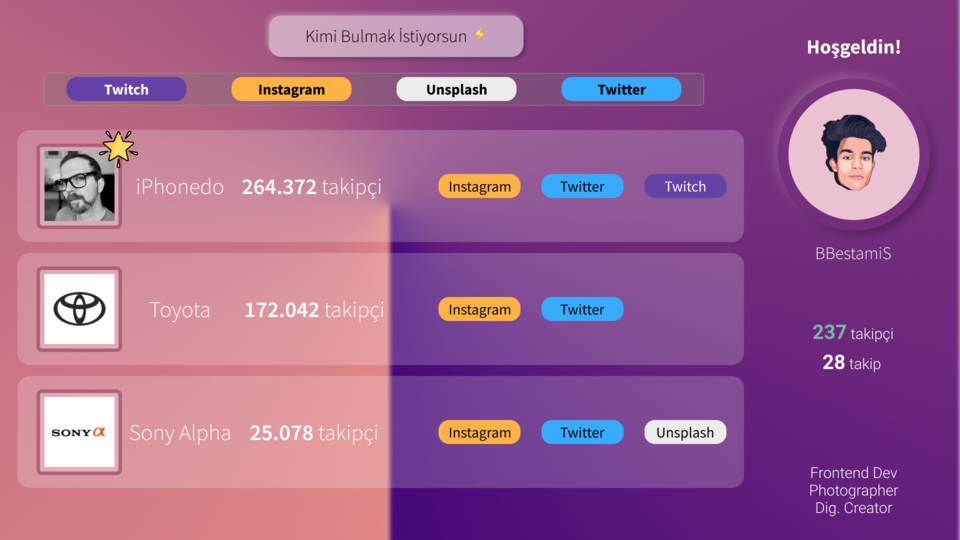 Kimi Bulmak İstiyorsun ⚡
Hoşgeldin!
Twitch Instagram Unsplash Twitter
iPhonedo 264.372 takipçi Instagram Twitter Twitch
BBestamiS
Toyota 172.042 takipçi Instagram Twitter
237 takipçi
28 takip
SONY α Sony Alpha 25.078 takipçi Instagram Twitter Unsplash
Frontend Dev
Photographer
Dig. Creator